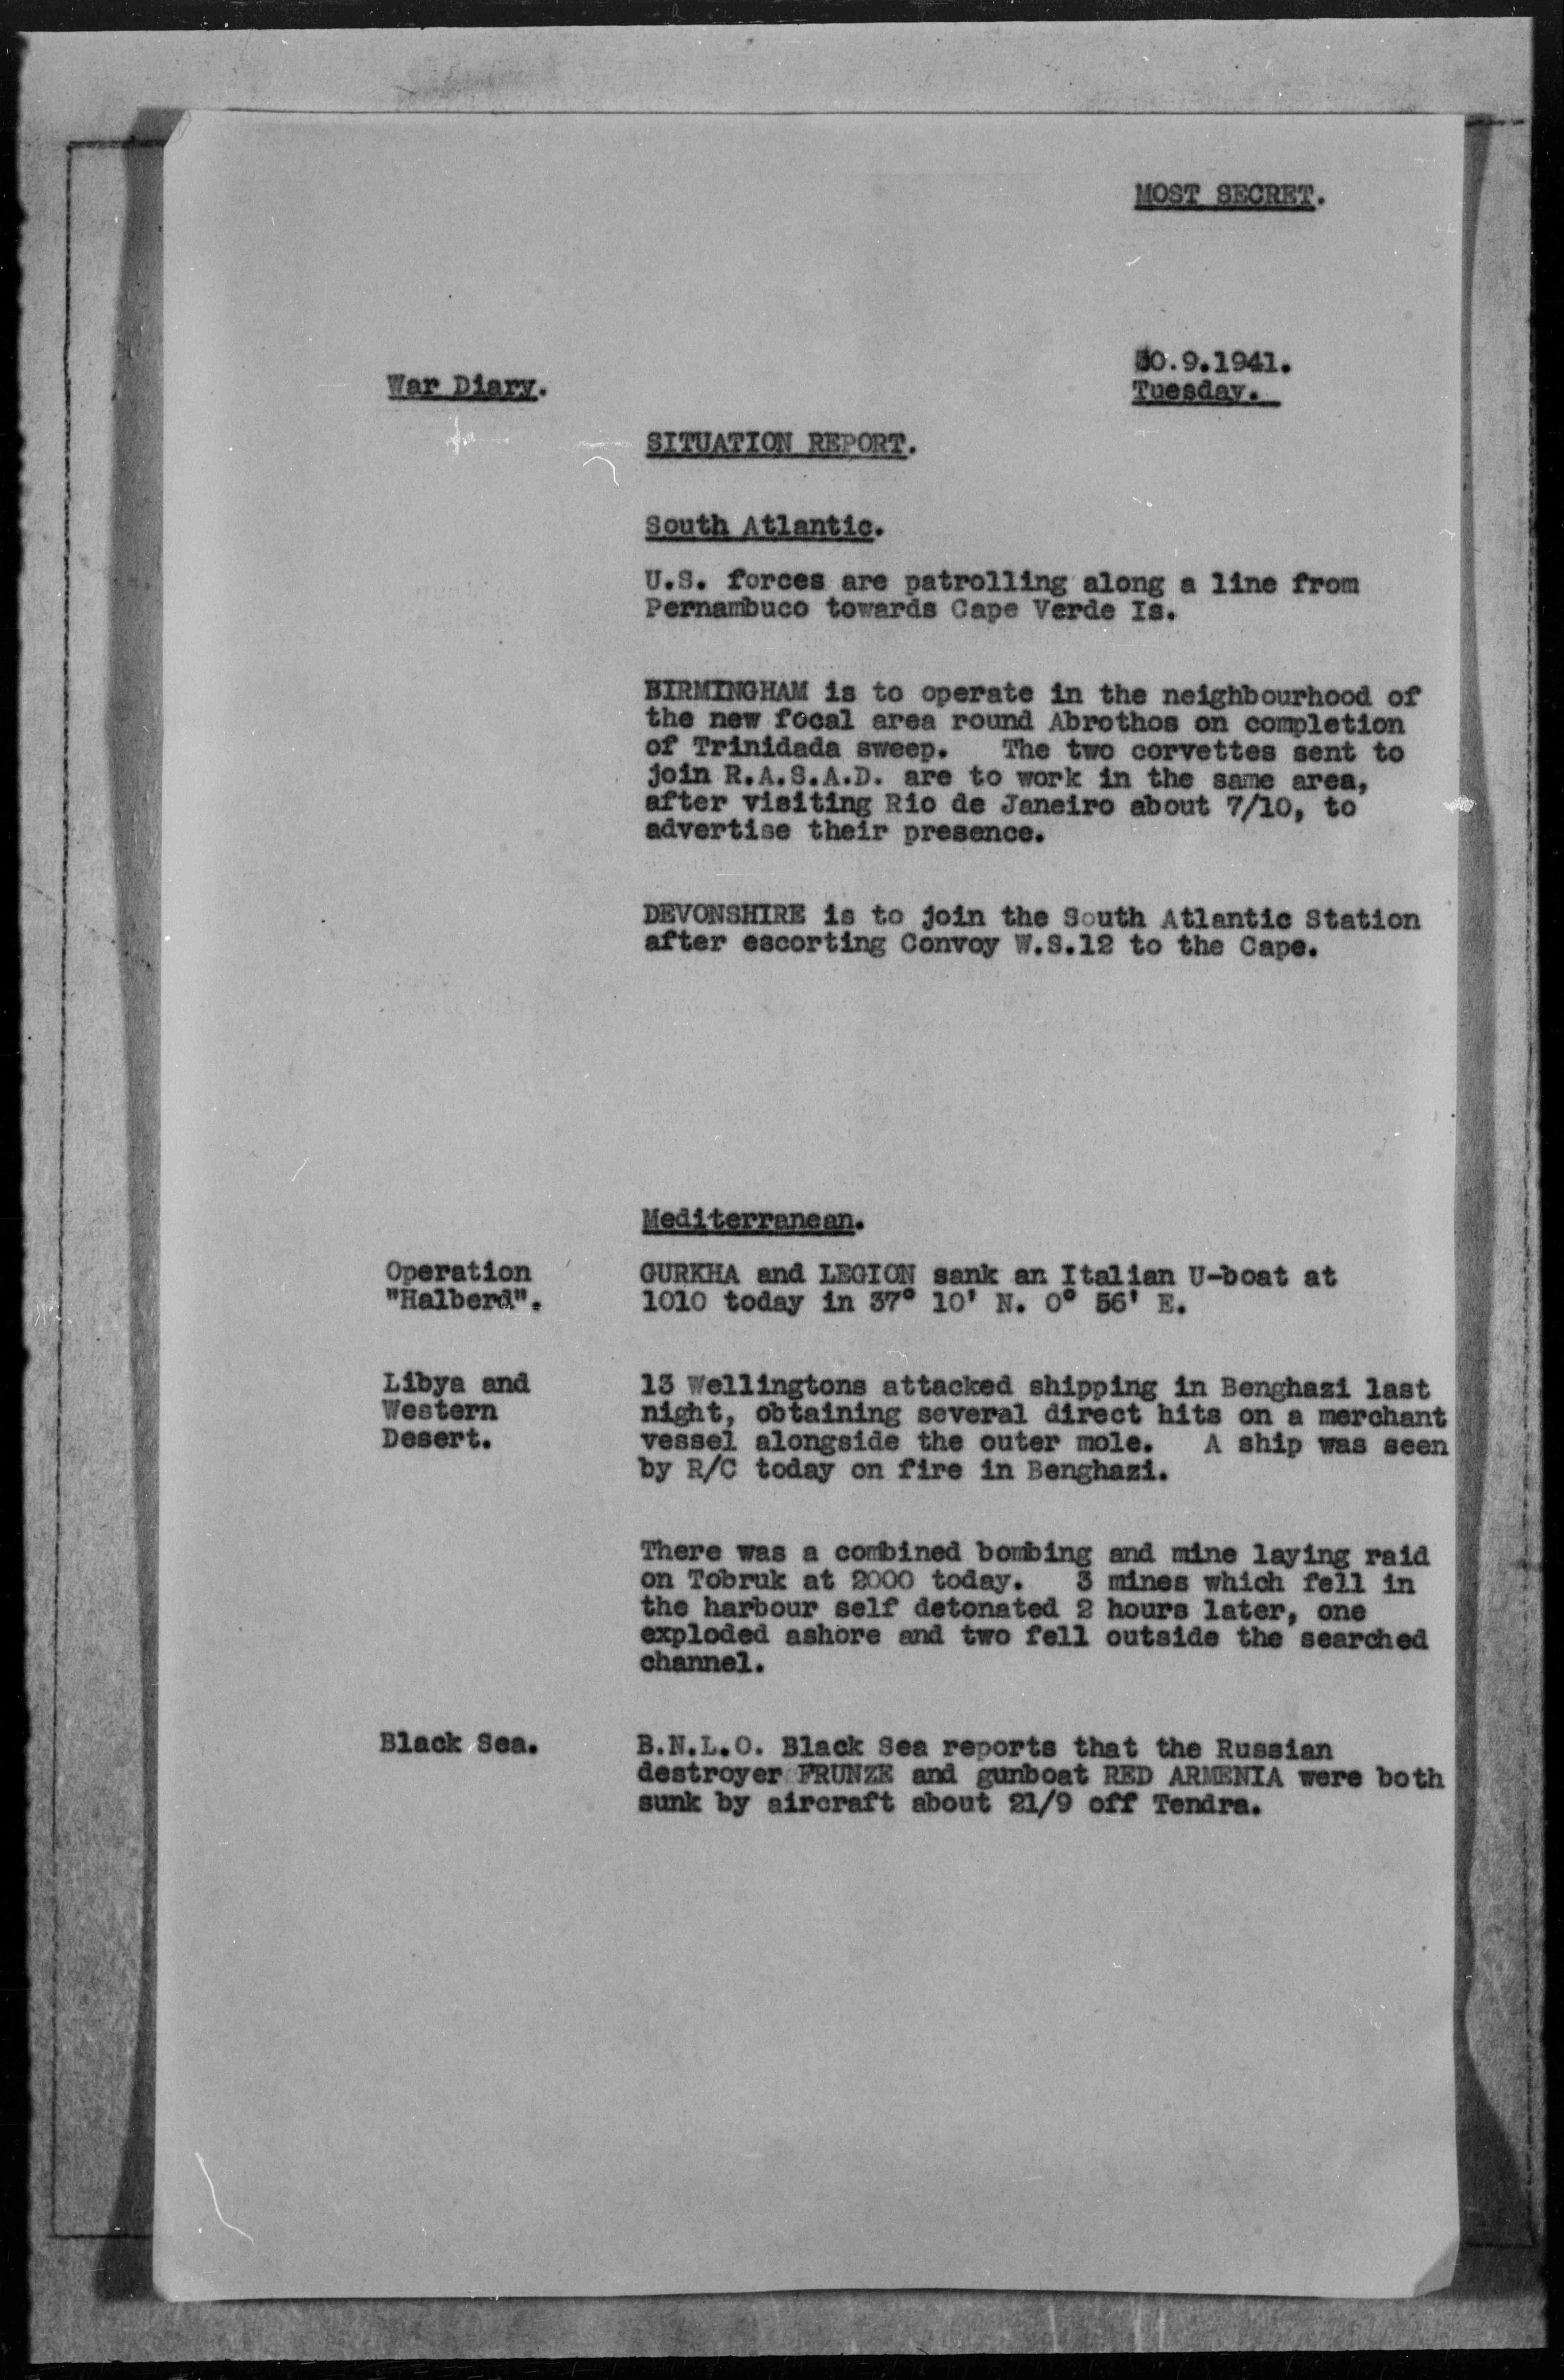 MOST SECRET.
30.9.1941.
War Diary.
Tuesday.
SITUATION REPORT.
South Atlantic.
U.S. forces are patrolling along a line from
Pernambuco towards Cape Verde Is.
BIRMINGHAM is to operate in the neighbourhood of
the new focal area round Abrothos on completion
of Trinidada sweep. The two corvettes sent to
join R.A.S.A.D. are to work in the same area,
after visiting Rio de Janeiro about 7/10, to
advertise their presence.
DEVONSHIRE is to join the South Atlantic Station
after escorting Convoy W.S.12 to the Cape.
Mediterranean.
Operation
"Halberd".
GURKHA and LEGION sank an Italian U-boat at
1010 today in 37° 10' N. 0° 56' E.
Libya and
Western
Desert.
13 Wellingtons attacked shipping in Benghazi last
night, obtaining several direct hits on a merchant
vessel alongside the outer mole. A ship was seen
by R/C today on fire in Benghazi.
There was a combined bombing and mine laying raid
on Tobruk at 2000 today. 3 mines which fell in
the harbour self detonated 2 hours later, one
exploded ashore and two fell outside the searched
channel.
Black Sea.
B.N.L.O. Black Sea reports that the Russian
destroyer FRUNZE and gunboat RED ARMENIA were both
sunk by aircraft about 21/9 off Tendra.